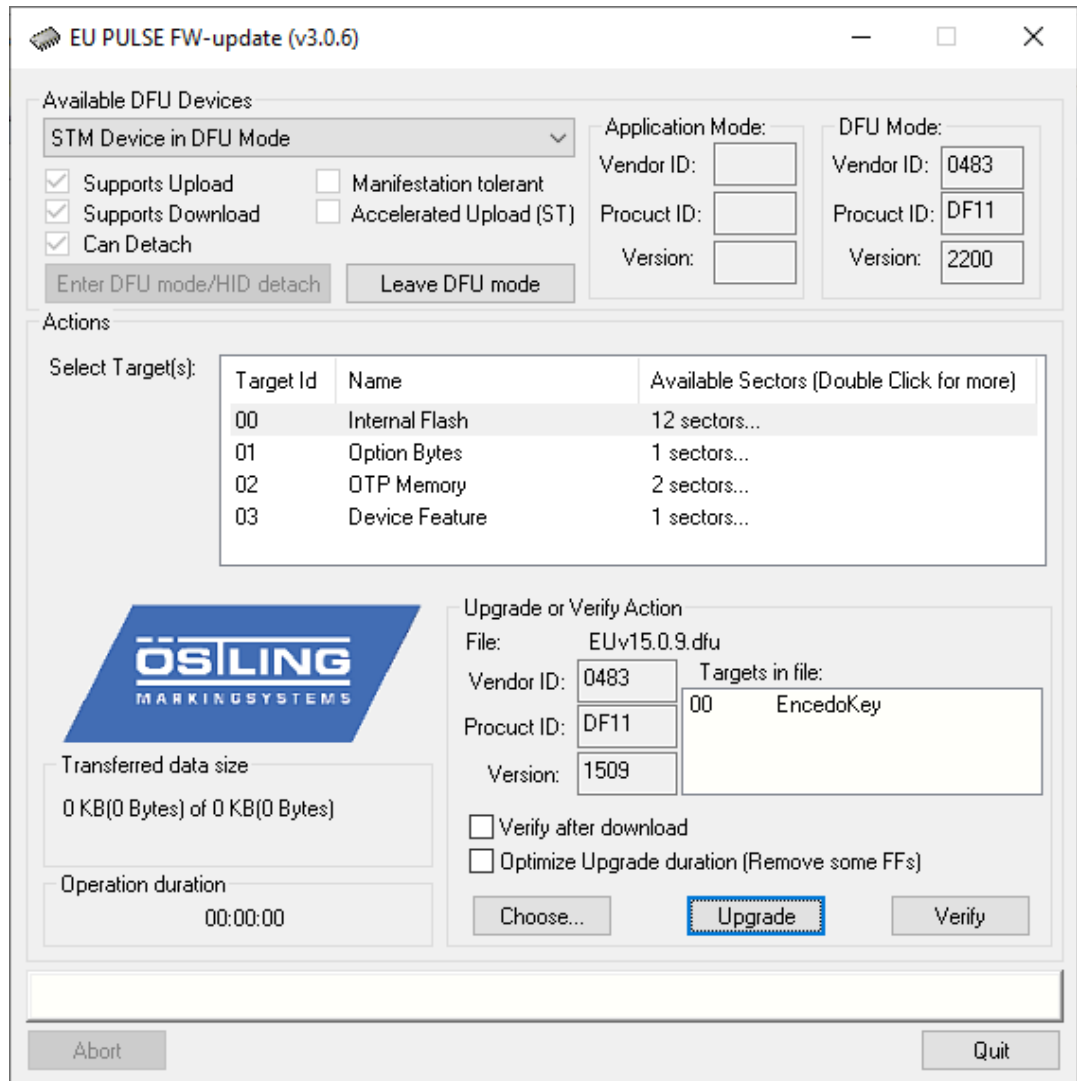 EU PULSE FW-update (v3.0.6)
Available DFU Devices
STM Device in DFU Mode
Supports Upload
Manifestation tolerant
Supports Download
Accelerated Upload (ST)
Can Detach
Enter DFU mode/HID detach
Leave DFU mode
Application Mode:
Vendor ID:
Procuct ID:
Version:
DFU Mode:
Vendor ID: 0483
Procuct ID: DF11
Version: 2200
Actions
Select Target(s):
Target Id Name Available Sectors (Double Click for more)
00 Internal Flash 12 sectors...
01 Option Bytes 1 sectors...
02 OTP Memory 2 sectors...
03 Device Feature 1 sectors...
ÖSTLING
MARKINGSYSTEMS
Transferred data size
0 KB(0 Bytes) of 0 KB(0 Bytes)
Operation duration
00:00:00
Upgrade or Verify Action
File: EUv15.0.9.dfu
Vendor ID: 0483
Procuct ID: DF11
Version: 1509
Targets in file:
00 EncedoKey
Verify after download
Optimize Upgrade duration (Remove some FFs)
Choose... Upgrade Verify
Abort Quit